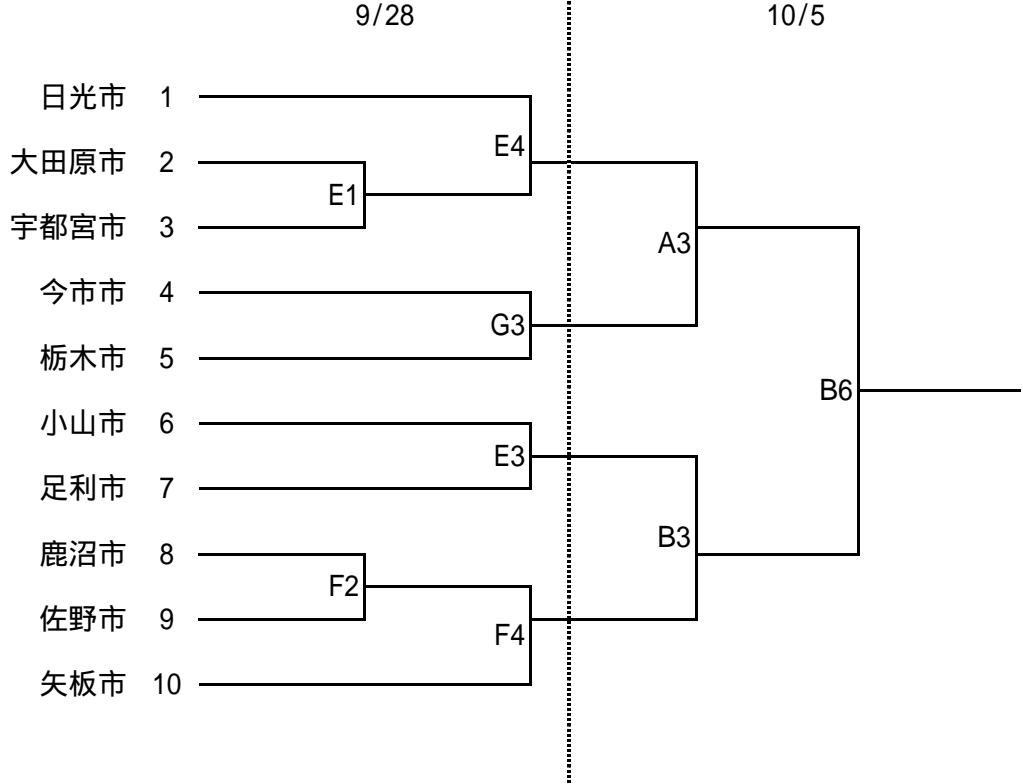 9/28
10/5
日光市 1
E4
大田原市 2
E1
宇都宮市 3
A3
今市市 4
G3
栃木市 5
B6
小山市 6
E3
足利市 7
B3
鹿沼市 8
F2
佐野市 9
F4
矢板市 10